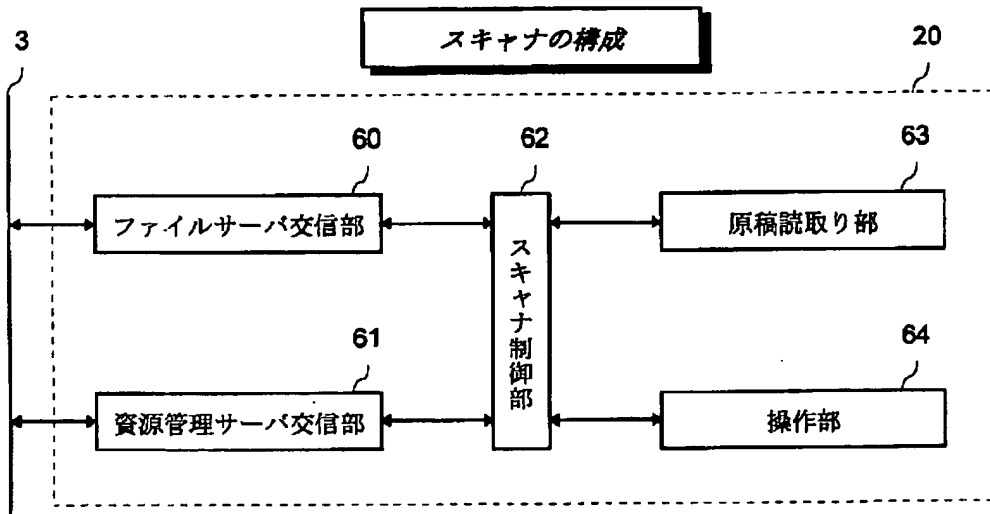 スキャナの構成
3
20
60
62
63
ファイルサーバ交信部
スキャナ制御部
原稿読取り部
61
64
資源管理サーバ交信部
操作部